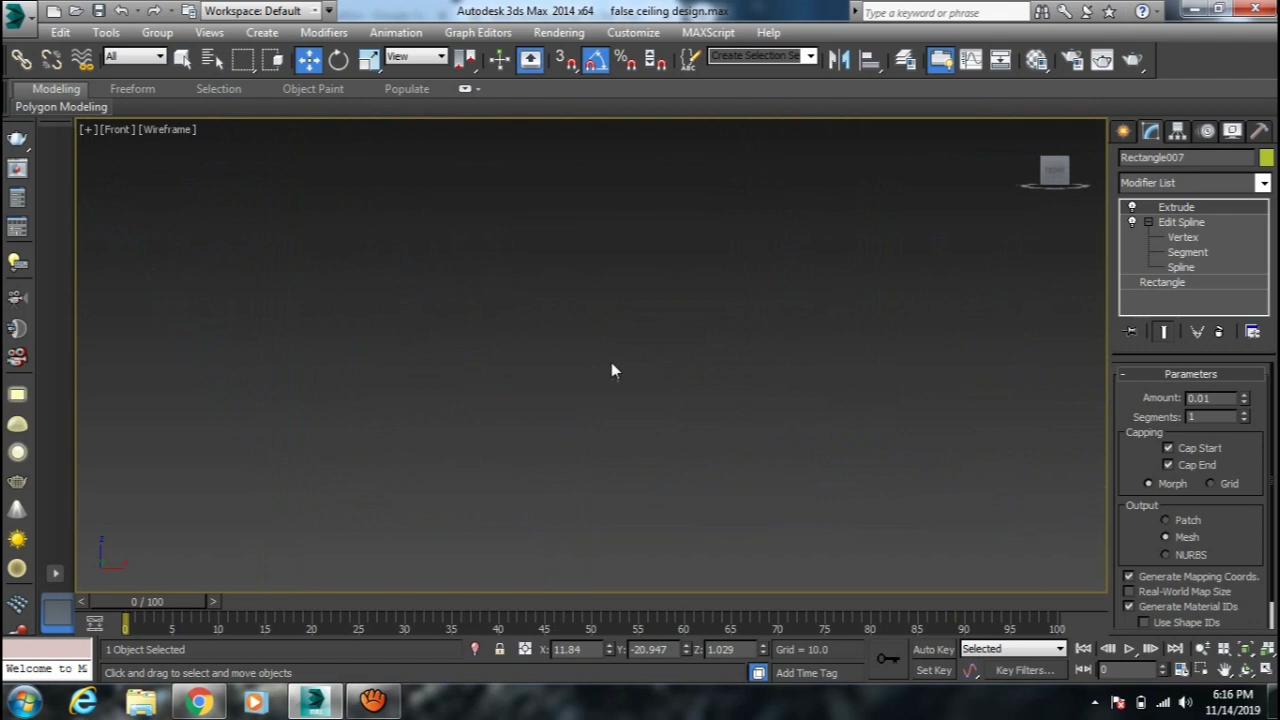 Workspace: Default
Autodesk 3ds Max 2014 x64 false ceiling design.max
Type a keyword or phrase
Edit Tools Group Views Create Modifiers Animation Graph Editors Rendering Customize MAXScript Help
All
View
3
Create Selection Se
Modeling Freeform Selection Object Paint Populate
Polygon Modeling
[+][Front][Wireframe]
Rectangle007
Modifier List
Extrude
Edit Spline
Vertex
Segment
Spline
Rectangle
Parameters
Amount: 0.01
Segments: 1
Capping
Cap Start
Cap End
Morph Grid
Output
Patch
Mesh
NURBS
Generate Mapping Coords.
Real-World Map Size
Generate Material IDs
Use Shape IDs
z
0 / 100
0 5 10 15 20 25 30 35 40 45 50 55 60 65 70 75 80 85 90 95 100
1 Object Selected X: 11.84 Y: -20.947 Z: 1.029 Grid = 10.0 Auto Key Selected
Welcome to M Click and drag to select and move objects Add Time Tag Set Key Key Filters... 0
6:16 PM
11/14/2019